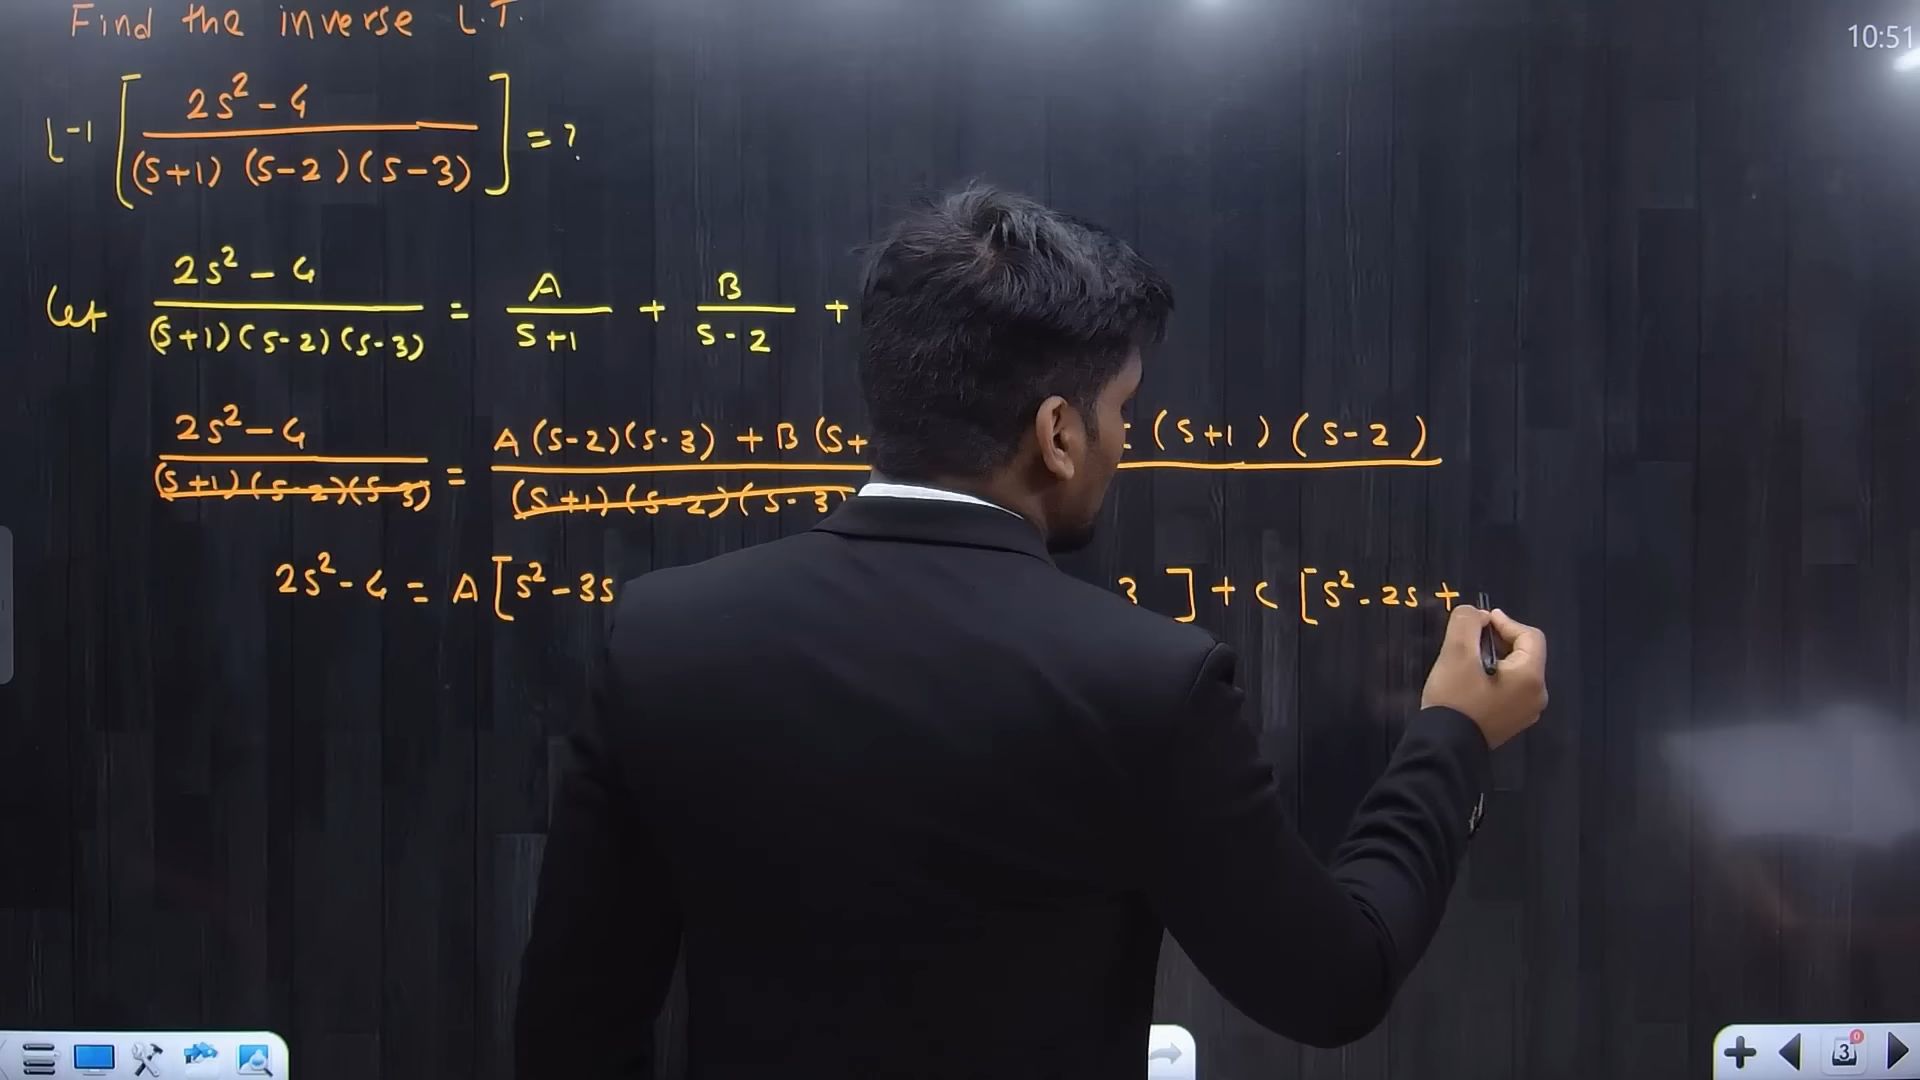 Find the inverse L.T.
10:51
L⁻¹ [ 2s² - 4 / (s+1) (s-2) (s-3) ] = ?
Let 2s² - 4 / (s+1)(s-2)(s-3) = A / s+1 + B / s-2 +
2s² - 4 / (s+1)(s-2)(s-3) = A(s-2)(s-3) + B(s+ (s+1)(s-2) / (s+1)(s-2)(s-3)
2s² - 4 = A[s² - 3s 3 ] + C [s² - 2s +
3
0